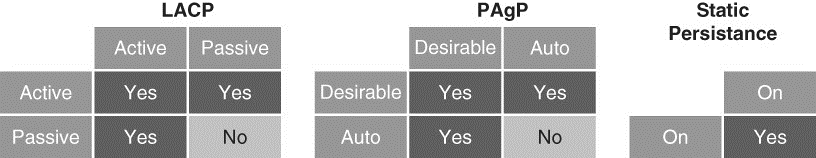 LACP
Active Passive
Active Yes Yes
Passive Yes No
PAgP
Desirable Auto
Desirable Yes Yes
Auto Yes No
Static
Persistance
On
On Yes